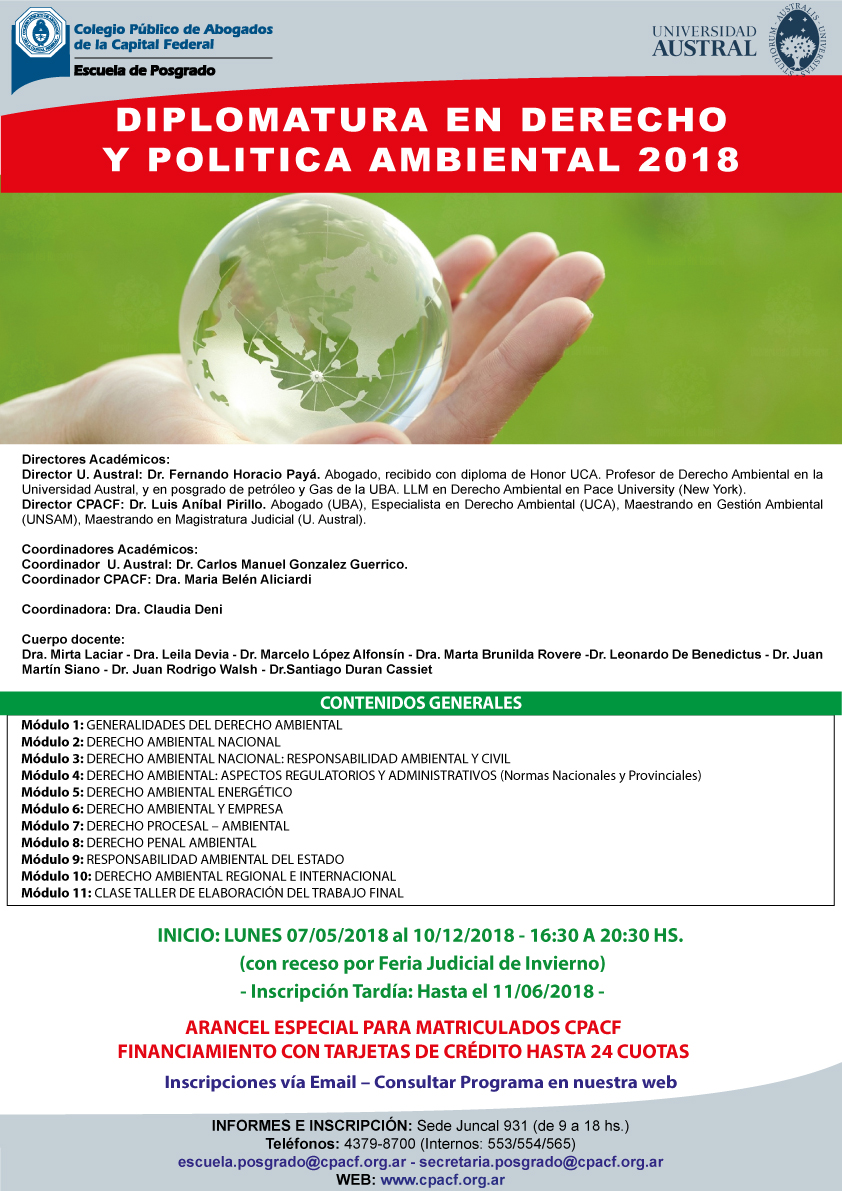 Colegio Público de Abogados
de la Capital Federal
Escuela de Posgrado
UNIVERSIDAD
AUSTRAL
STUDIORUM UNIVERSITAS AUSTRALIS
DIPLOMATURA EN DERECHO
Y POLITICA AMBIENTAL 2018
Directores Académicos:
Director U. Austral: Dr. Fernando Horacio Payá. Abogado, recibido con diploma de Honor UCA. Profesor de Derecho Ambiental en la
Universidad Austral, y en posgrado de petróleo y Gas de la UBA. LLM en Derecho Ambiental en Pace University (New York).
Director CPACF: Dr. Luis Aníbal Pirillo. Abogado (UBA), Especialista en Derecho Ambiental (UCA), Maestrando en Gestión Ambiental
(UNSAM), Maestrando en Magistratura Judicial (U. Austral).
Coordinadores Académicos:
Coordinador U. Austral: Dr. Carlos Manuel Gonzalez Guerrico.
Coordinador CPACF: Dra. Maria Belén Aliciardi
Coordinadora: Dra. Claudia Deni
Cuerpo docente:
Dra. Mirta Laciar - Dra. Leila Devia - Dr. Marcelo López Alfonsín - Dra. Marta Brunilda Rovere -Dr. Leonardo De Benedictus - Dr. Juan
Martín Siano - Dr. Juan Rodrigo Walsh - Dr.Santiago Duran Cassiet
CONTENIDOS GENERALES
Módulo 1: GENERALIDADES DEL DERECHO AMBIENTAL
Módulo 2: DERECHO AMBIENTAL NACIONAL
Módulo 3: DERECHO AMBIENTAL NACIONAL: RESPONSABILIDAD AMBIENTAL Y CIVIL
Módulo 4: DERECHO AMBIENTAL: ASPECTOS REGULATORIOS Y ADMINISTRATIVOS (Normas Nacionales y Provinciales)
Módulo 5: DERECHO AMBIENTAL ENERGÉTICO
Módulo 6: DERECHO AMBIENTAL Y EMPRESA
Módulo 7: DERECHO PROCESAL – AMBIENTAL
Módulo 8: DERECHO PENAL AMBIENTAL
Módulo 9: RESPONSABILIDAD AMBIENTAL DEL ESTADO
Módulo 10: DERECHO AMBIENTAL REGIONAL E INTERNACIONAL
Módulo 11: CLASE TALLER DE ELABORACIÓN DEL TRABAJO FINAL
INICIO: LUNES 07/05/2018 al 10/12/2018 - 16:30 A 20:30 HS.
(con receso por Feria Judicial de Invierno)
- Inscripción Tardía: Hasta el 11/06/2018 -
ARANCEL ESPECIAL PARA MATRICULADOS CPACF
FINANCIAMIENTO CON TARJETAS DE CRÉDITO HASTA 24 CUOTAS
Inscripciones vía Email – Consultar Programa en nuestra web
INFORMES E INSCRIPCIÓN: Sede Juncal 931 (de 9 a 18 hs.)
Teléfonos: 4379-8700 (Internos: 553/554/565)
escuela.posgrado@cpacf.org.ar - secretaria.posgrado@cpacf.org.ar
WEB: www.cpacf.org.ar